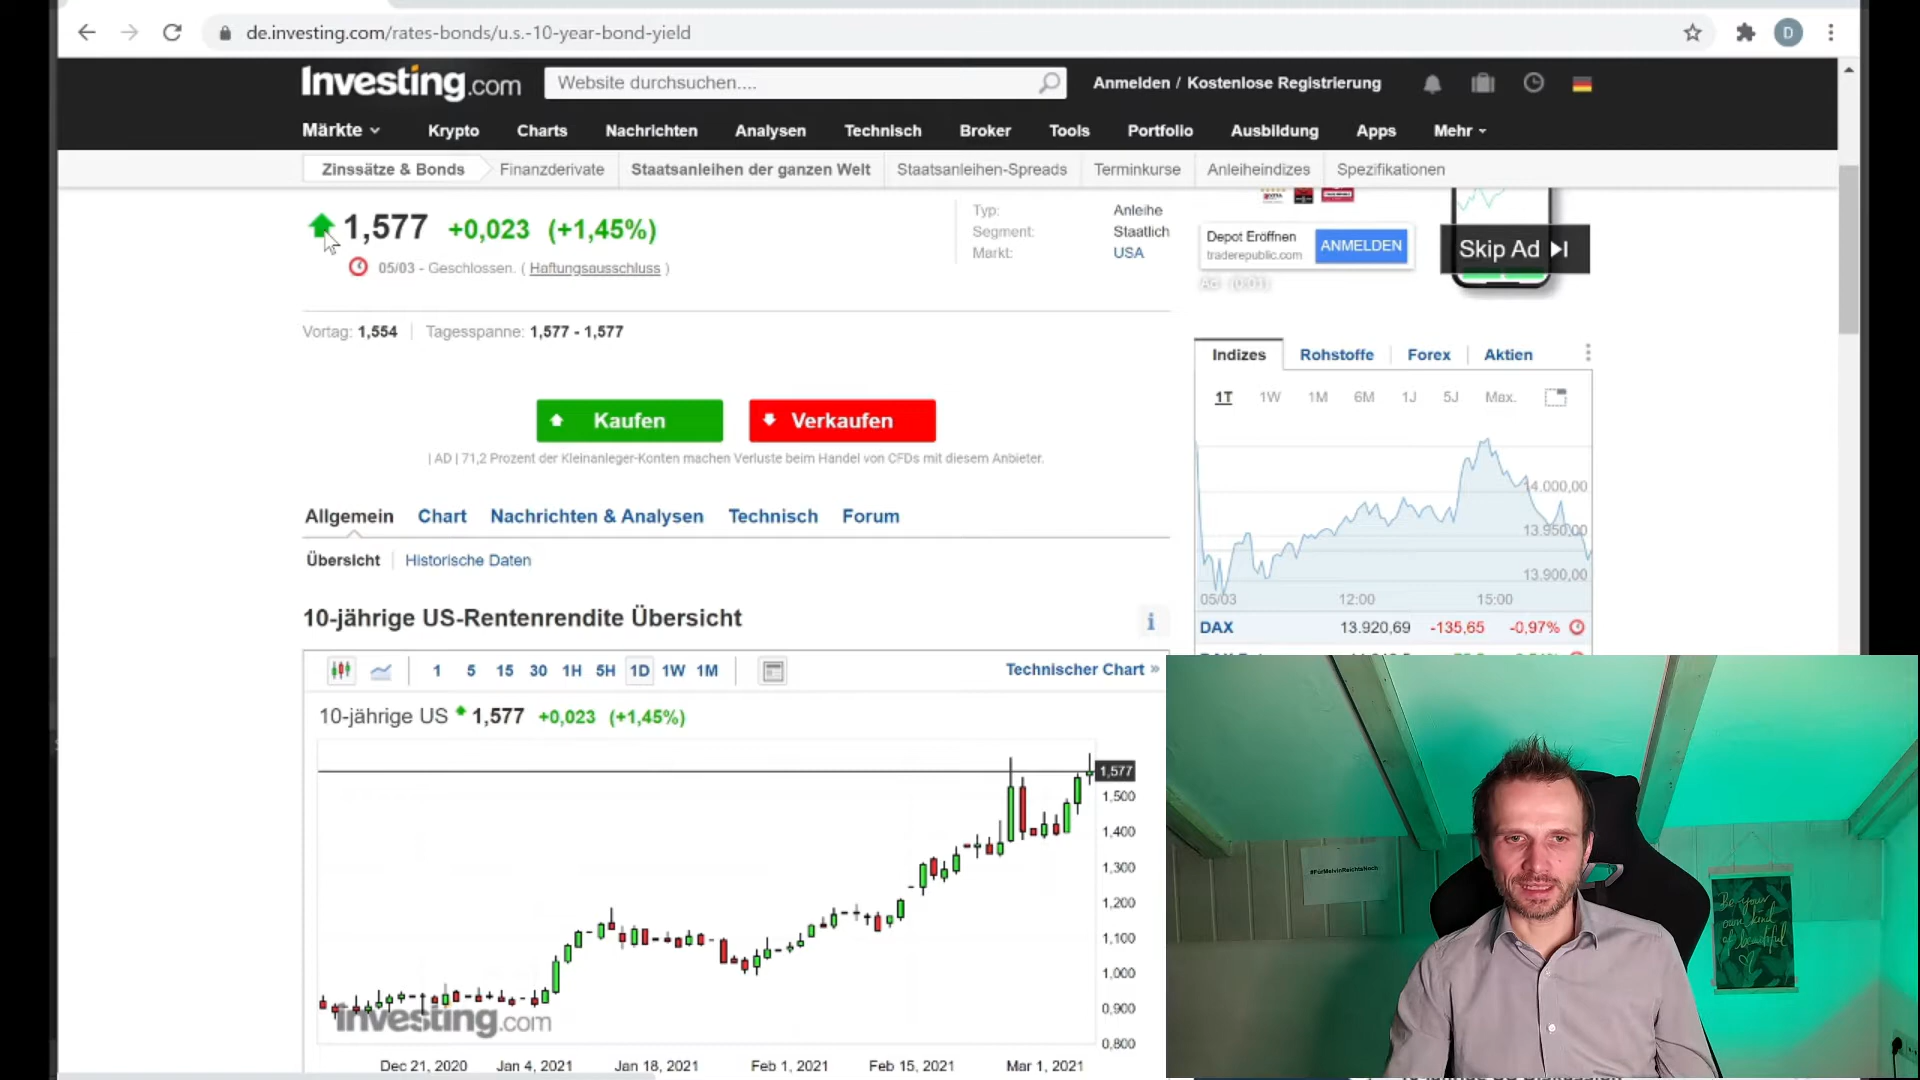 de.investing.com/rates-bonds/u.s.-10-year-bond-yield
D
Investing.com
Website durchsuchen....
Anmelden / Kostenlose Registrierung
Märkte
Krypto
Charts
Nachrichten
Analysen
Technisch
Broker
Tools
Portfolio
Ausbildung
Apps
Mehr
Zinssätze & Bonds
Finanzderivate
Staatsanleihen der ganzen Welt
Staatsanleihen-Spreads
Terminkurse
Anleiheindizes
Spezifikationen
1,577 +0,023 (+1,45%)
05/03 - Geschlossen. ( Haftungsausschluss )
Typ: Anleihe
Segment: Staatlich
Markt: USA
Depot Eröffnen
traderepublic.com
ANMELDEN
Skip Ad
Ad (0:01)
Vortag: 1,554
Tagesspanne: 1,577 - 1,577
Kaufen
Verkaufen
| AD | 71,2 Prozent der Kleinanleger-Konten machen Verluste beim Handel von CFDs mit diesem Anbieter.
Allgemein
Chart
Nachrichten & Analysen
Technisch
Forum
Übersicht
Historische Daten
10-jährige US-Rentenrendite Übersicht
i
1 5 15 30 1H 5H 1D 1W 1M
Technischer Chart »
10-jährige US 1,577 +0,023 (+1,45%)
1,577
1,500
1,400
1,300
1,200
1,100
1,000
0,900
0,800
Investing.com
Dec 21, 2020
Jan 4, 2021
Jan 18, 2021
Feb 1, 2021
Feb 15, 2021
Mar 1, 2021
Indizes
Rohstoffe
Forex
Aktien
1T 1W 1M 6M 1J 5J Max.
14.000,00
13.950,00
13.900,00
05/03 12:00 15:00
DAX 13.920,69 -135,65 -0,97%
#FürMelvinReichtsNoch
Be your
own kind
of beautiful